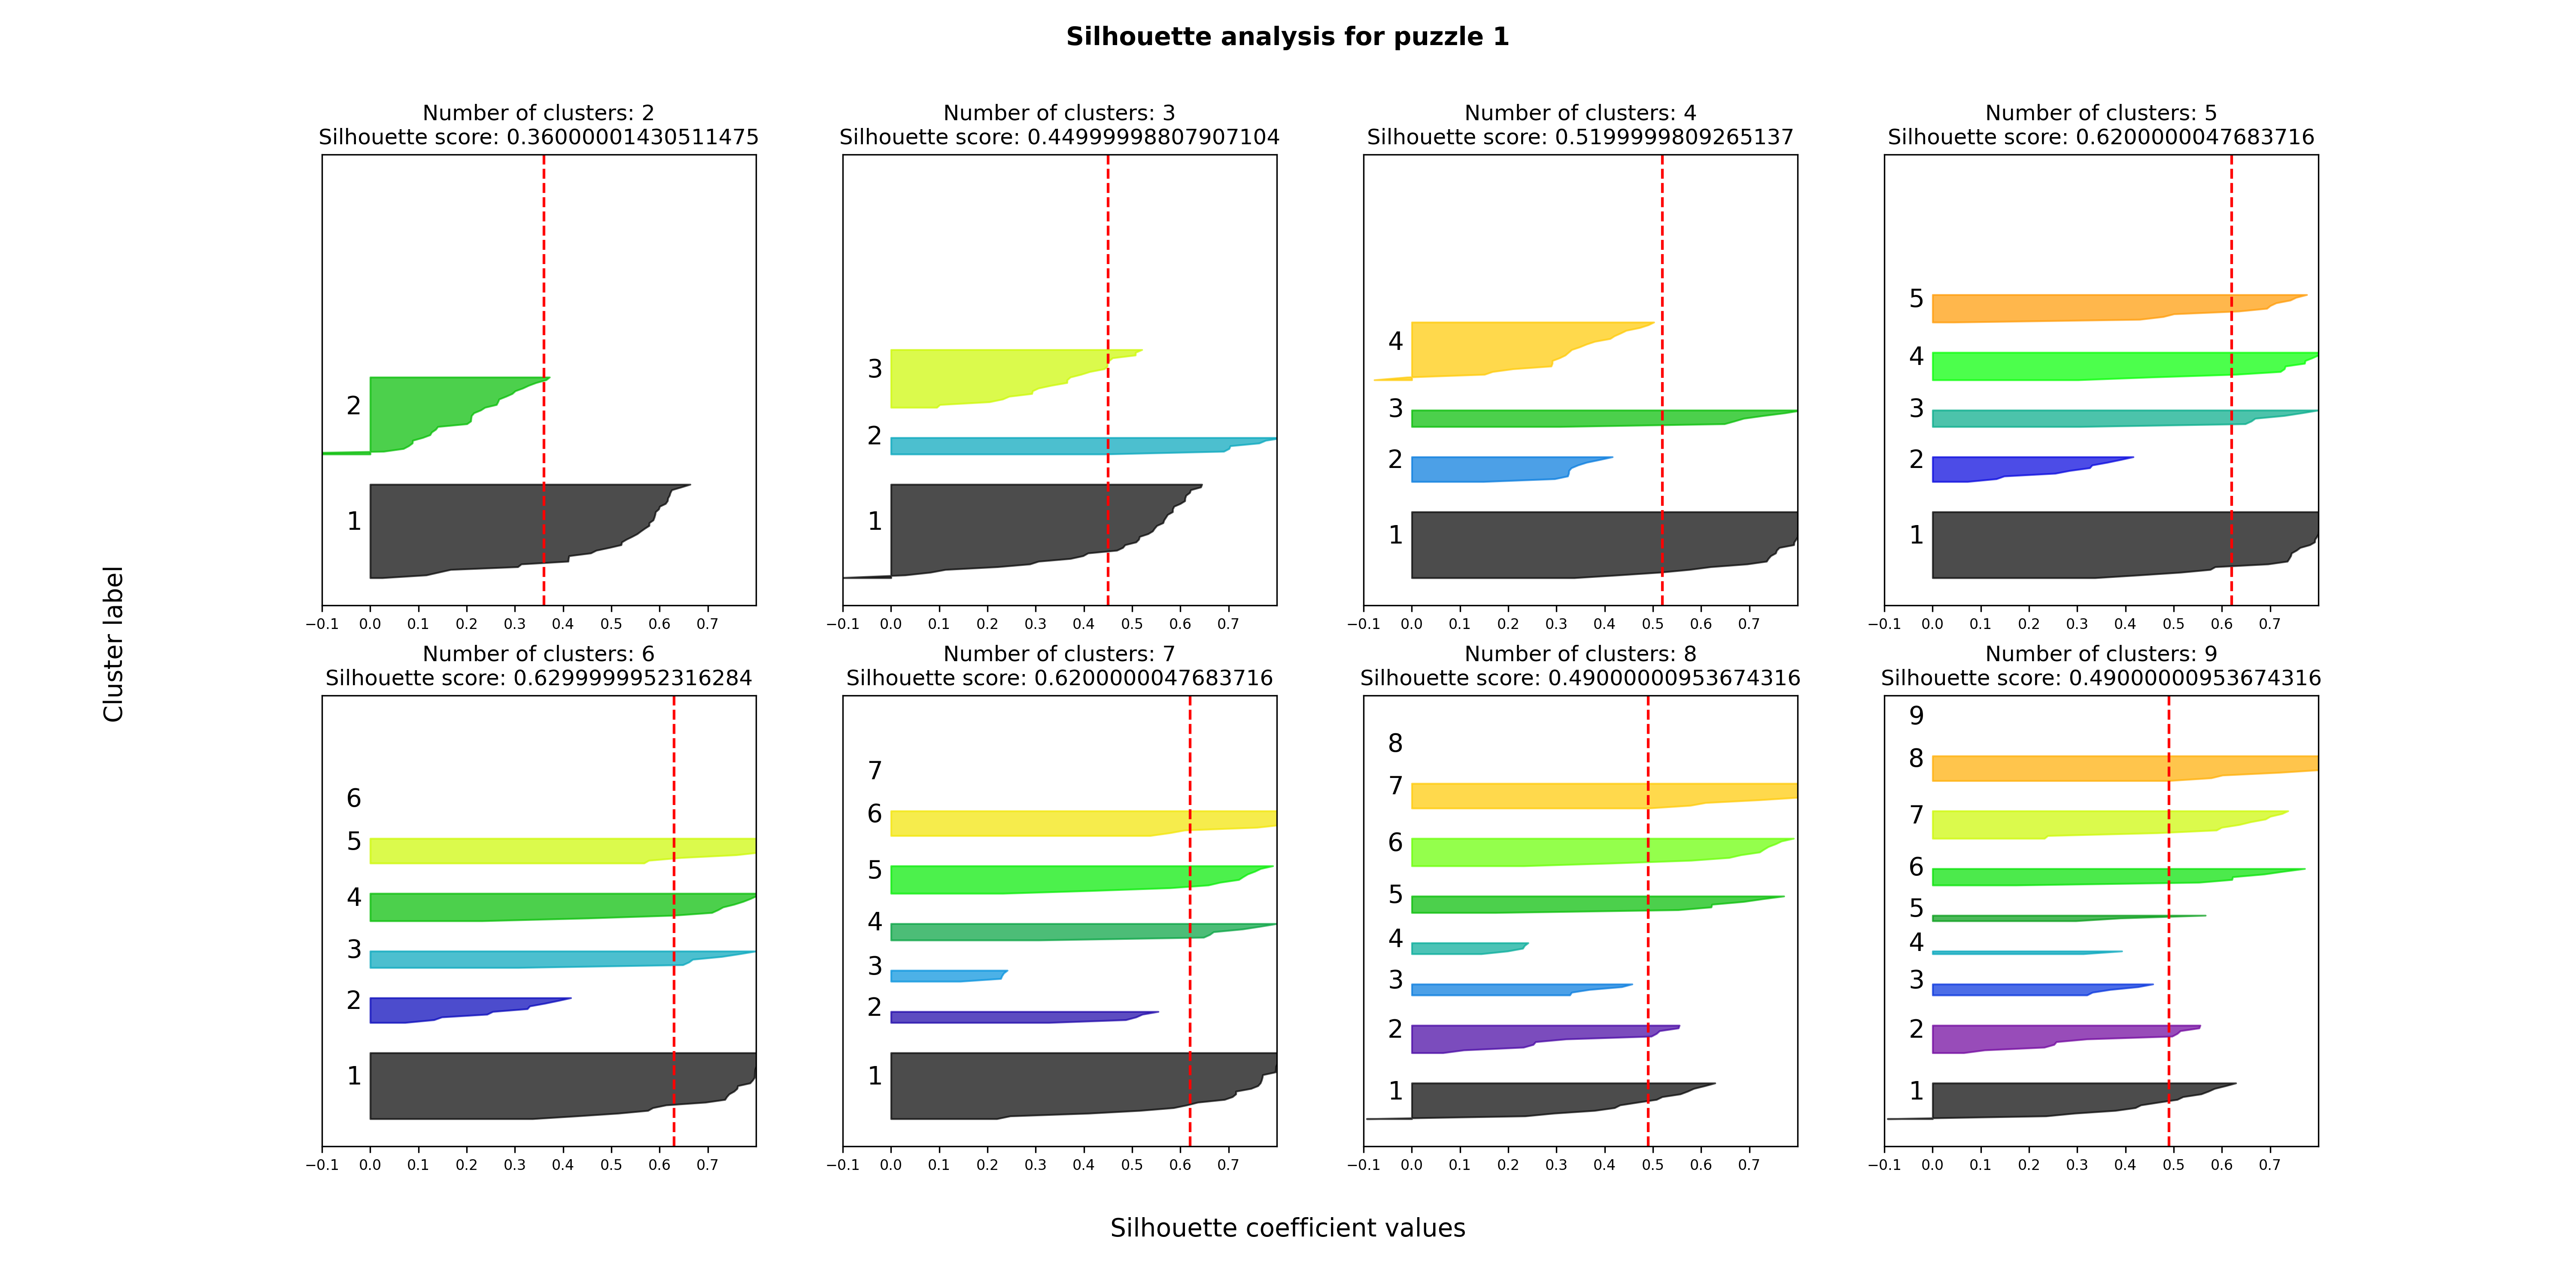 Silhouette analysis for puzzle 1
Number of clusters: 2
Silhouette score: 0.36000001430511475
2
1
−0.1 0.0 0.1 0.2 0.3 0.4 0.5 0.6 0.7
Number of clusters: 3
Silhouette score: 0.44999998807907104
3
2
1
−0.1 0.0 0.1 0.2 0.3 0.4 0.5 0.6 0.7
Number of clusters: 4
Silhouette score: 0.5199999809265137
4
3
2
1
−0.1 0.0 0.1 0.2 0.3 0.4 0.5 0.6 0.7
Number of clusters: 5
Silhouette score: 0.6200000047683716
5
4
3
2
1
−0.1 0.0 0.1 0.2 0.3 0.4 0.5 0.6 0.7
Cluster label
Number of clusters: 6
Silhouette score: 0.6299999952316284
6
5
4
3
2
1
−0.1 0.0 0.1 0.2 0.3 0.4 0.5 0.6 0.7
Number of clusters: 7
Silhouette score: 0.6200000047683716
7
6
5
4
3
2
1
−0.1 0.0 0.1 0.2 0.3 0.4 0.5 0.6 0.7
Number of clusters: 8
Silhouette score: 0.49000000953674316
8
7
6
5
4
3
2
1
−0.1 0.0 0.1 0.2 0.3 0.4 0.5 0.6 0.7
Number of clusters: 9
Silhouette score: 0.49000000953674316
9
8
7
6
5
4
3
2
1
−0.1 0.0 0.1 0.2 0.3 0.4 0.5 0.6 0.7
Silhouette coefficient values